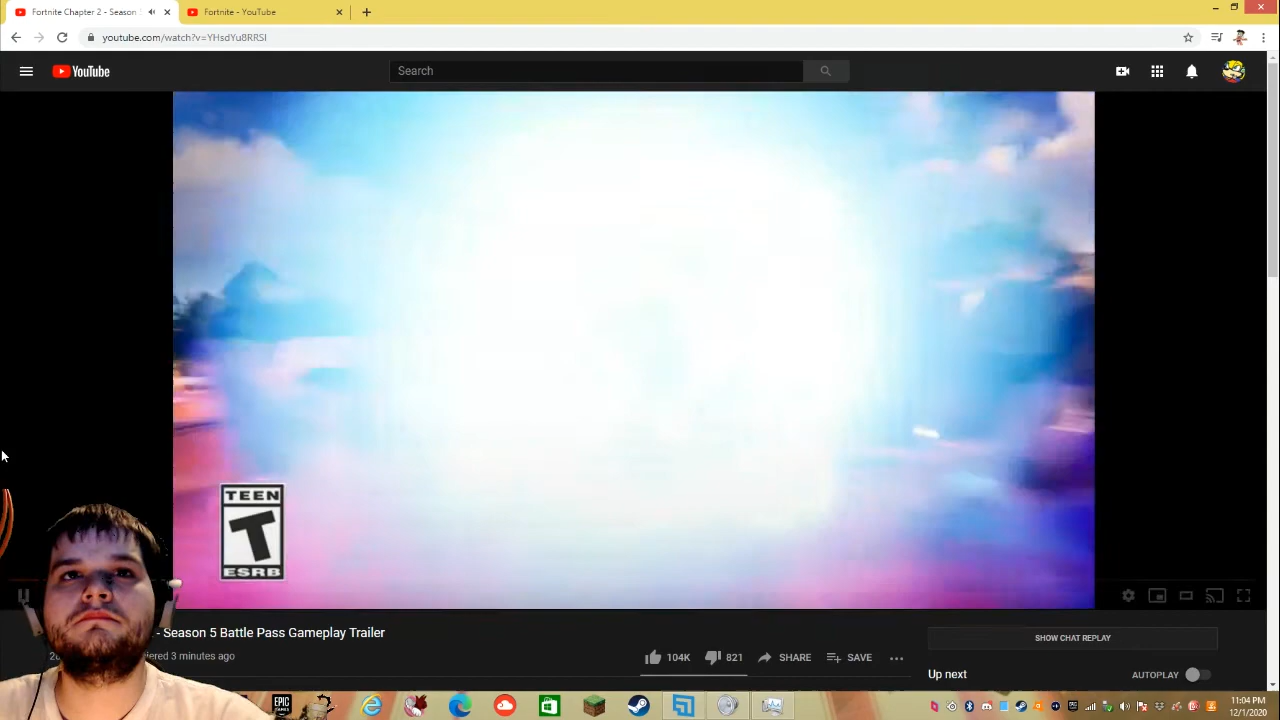 Fortnite Chapter 2 - Season
Fortnite - YouTube
youtube.com/watch?v=YHsdYu8RRSI
YouTube
Search
TEEN
T
ESRB
- Season 5 Battle Pass Gameplay Trailer
3 minutes ago
104K
821
SHARE
SAVE
SHOW CHAT REPLAY
Up next
AUTOPLAY
EPIC
GAMES
11:04 PM
12/1/2020